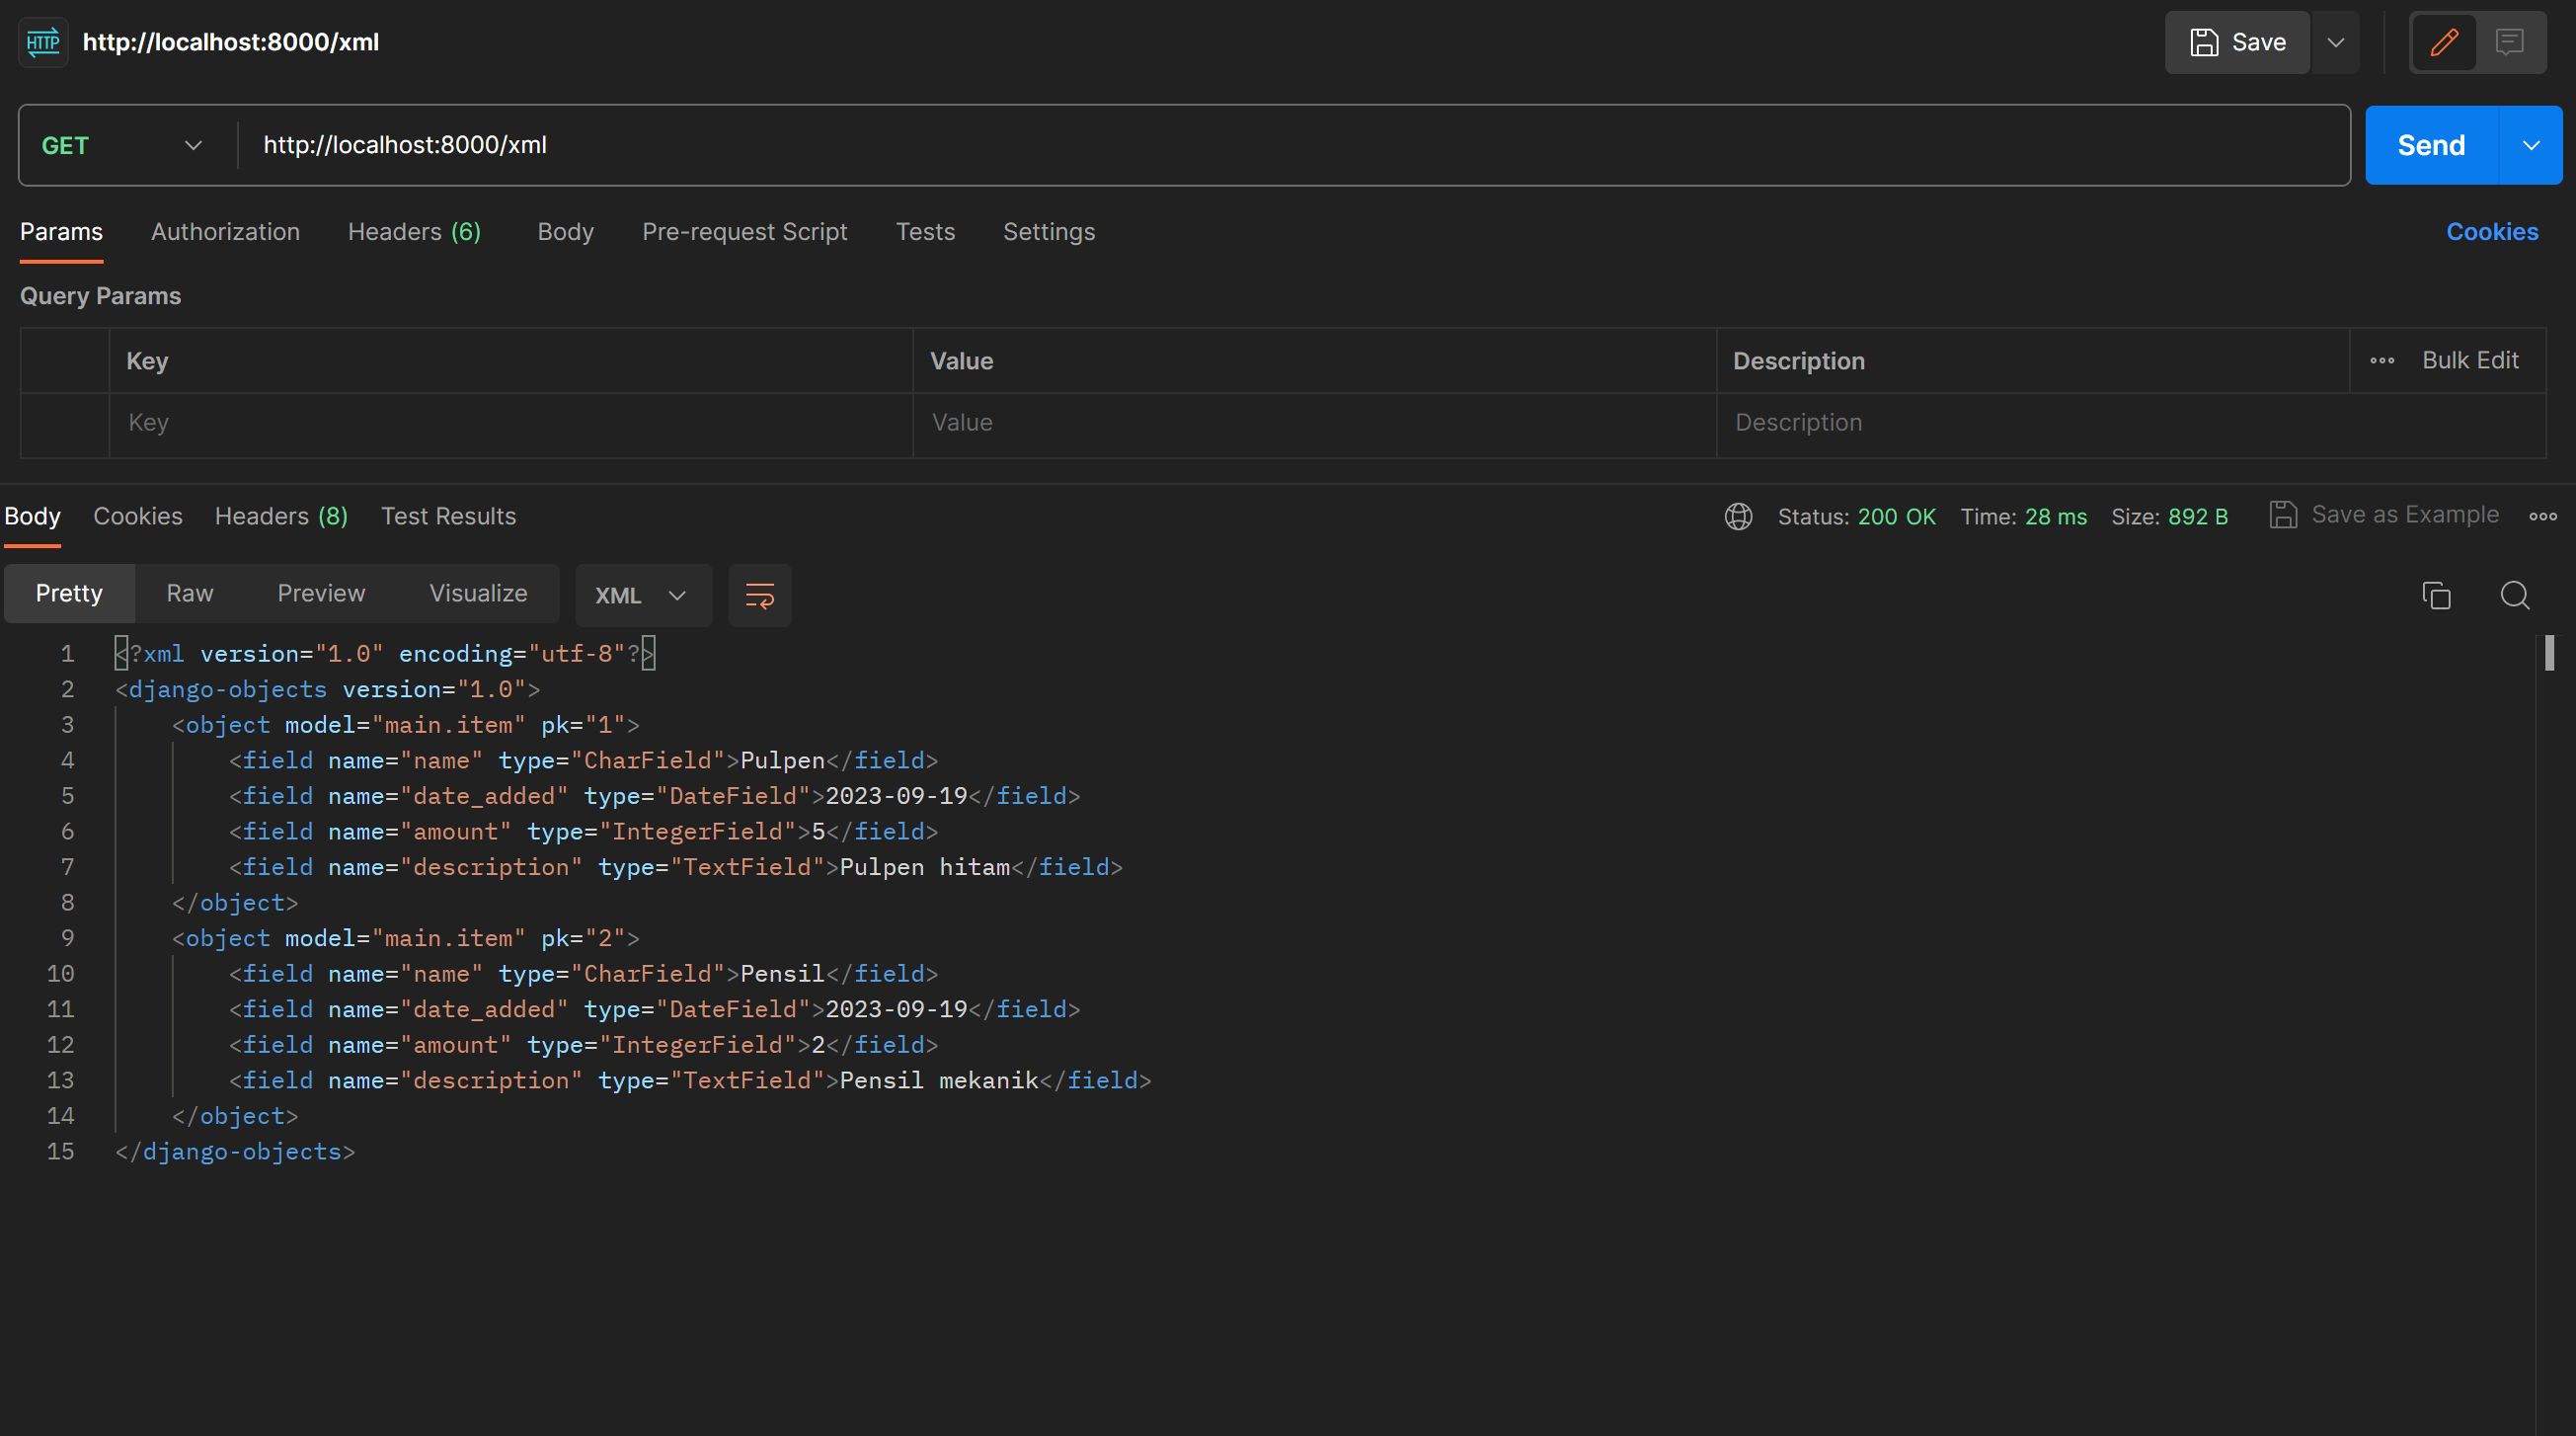 HTTP http://localhost:8000/xml Save
GET http://localhost:8000/xml Send
Params Authorization Headers (6) Body Pre-request Script Tests Settings Cookies
Query Params
Key Value Description Bulk Edit
Key Value Description
Body Cookies Headers (8) Test Results Status: 200 OK Time: 28 ms Size: 892 B Save as Example
Pretty Raw Preview Visualize XML
1 <?xml version="1.0" encoding="utf-8"?>
2 <django-objects version="1.0">
3 <object model="main.item" pk="1">
4 <field name="name" type="CharField">Pulpen</field>
5 <field name="date_added" type="DateField">2023-09-19</field>
6 <field name="amount" type="IntegerField">5</field>
7 <field name="description" type="TextField">Pulpen hitam</field>
8 </object>
9 <object model="main.item" pk="2">
10 <field name="name" type="CharField">Pensil</field>
11 <field name="date_added" type="DateField">2023-09-19</field>
12 <field name="amount" type="IntegerField">2</field>
13 <field name="description" type="TextField">Pensil mekanik</field>
14 </object>
15 </django-objects>